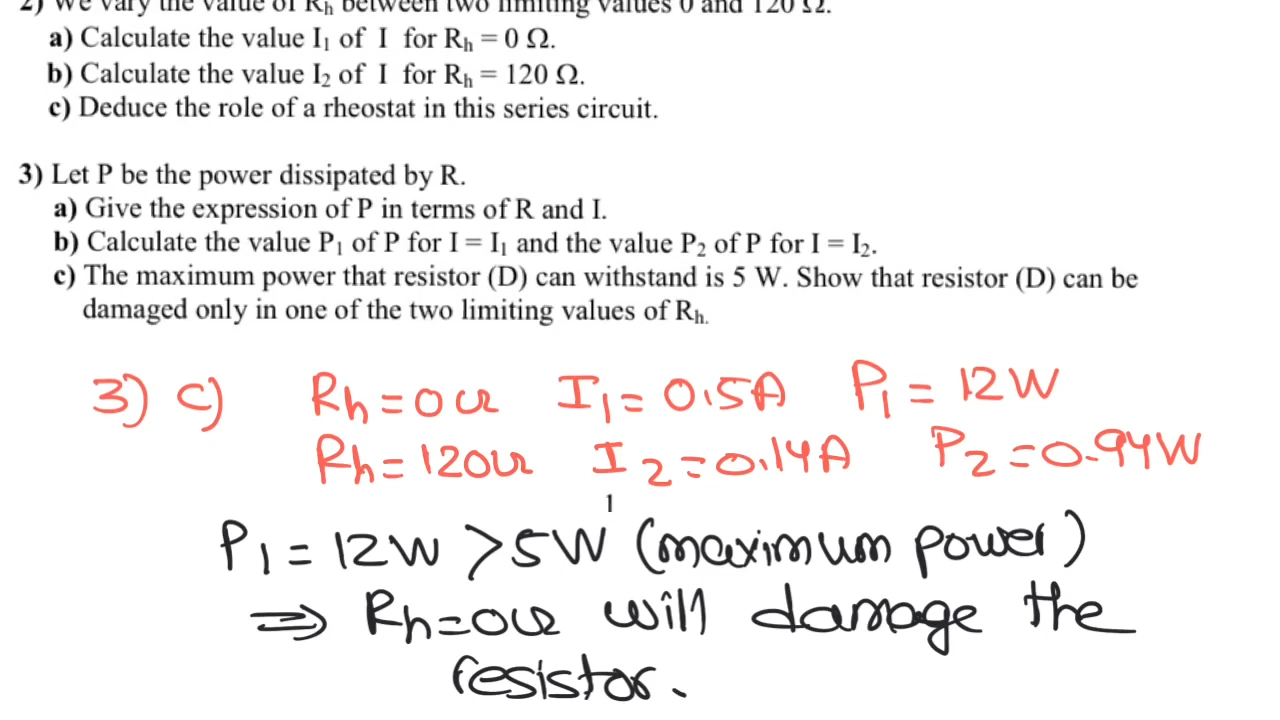 2) We vary the value of Rh between two limiting values 0 and 120 Ω.
a) Calculate the value I₁ of I for Rh = 0 Ω.
b) Calculate the value I₂ of I for Rh = 120 Ω.
c) Deduce the role of a rheostat in this series circuit.
3) Let P be the power dissipated by R.
a) Give the expression of P in terms of R and I.
b) Calculate the value P₁ of P for I = I₁ and the value P₂ of P for I = I₂.
c) The maximum power that resistor (D) can withstand is 5 W. Show that resistor (D) can be
damaged only in one of the two limiting values of Rh.
3) c) Rh = 0Ω I₁ = 0.5A P₁ = 12W
Rh = 120Ω I₂ = 0.14A P₂ = 0.94W
1
P₁ = 12W > 5W (maximum power)
⇒ Rh = 0Ω will damage the
resistor.